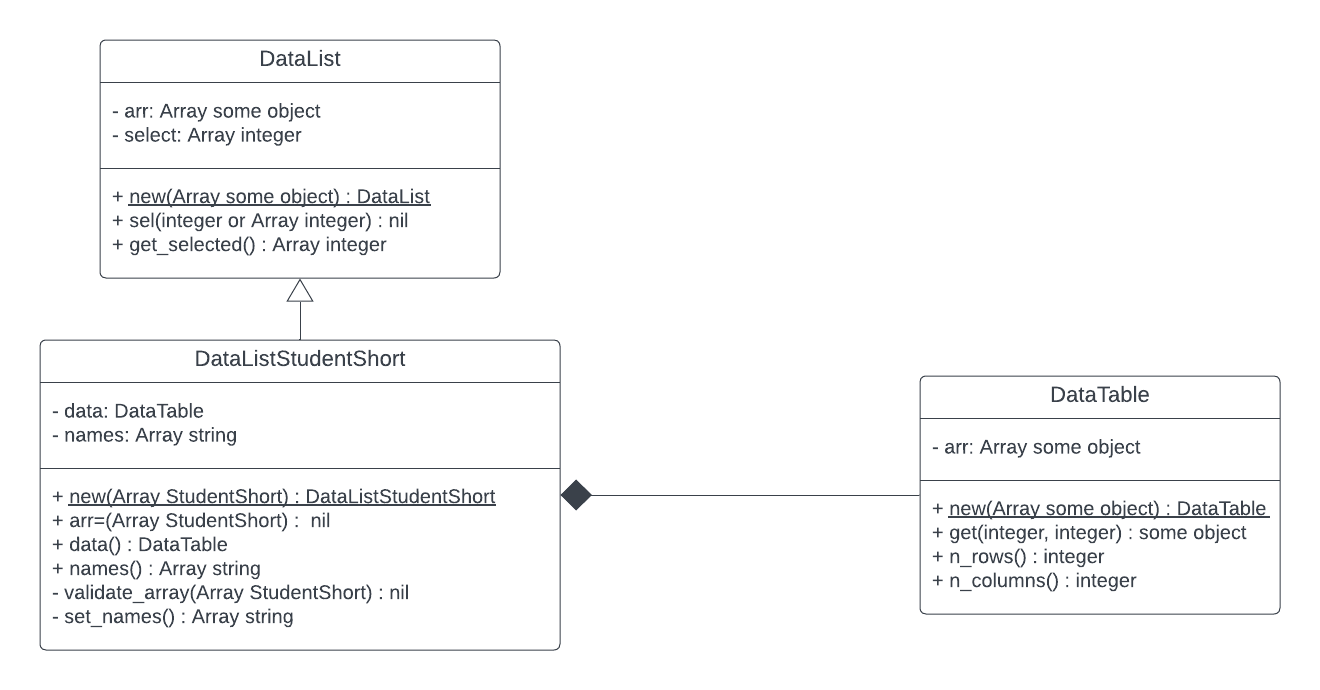 DataList
- arr: Array some object
- select: Array integer
+ new(Array some object) : DataList
+ sel(integer or Array integer) : nil
+ get_selected() : Array integer
DataListStudentShort
- data: DataTable
- names: Array string
+ new(Array StudentShort) : DataListStudentShort
+ arr=(Array StudentShort) :  nil
+ data() : DataTable
+ names() : Array string
- validate_array(Array StudentShort) : nil
- set_names() : Array string
DataTable
- arr: Array some object
+ new(Array some object) : DataTable
+ get(integer, integer) : some object
+ n_rows() : integer
+ n_columns() : integer